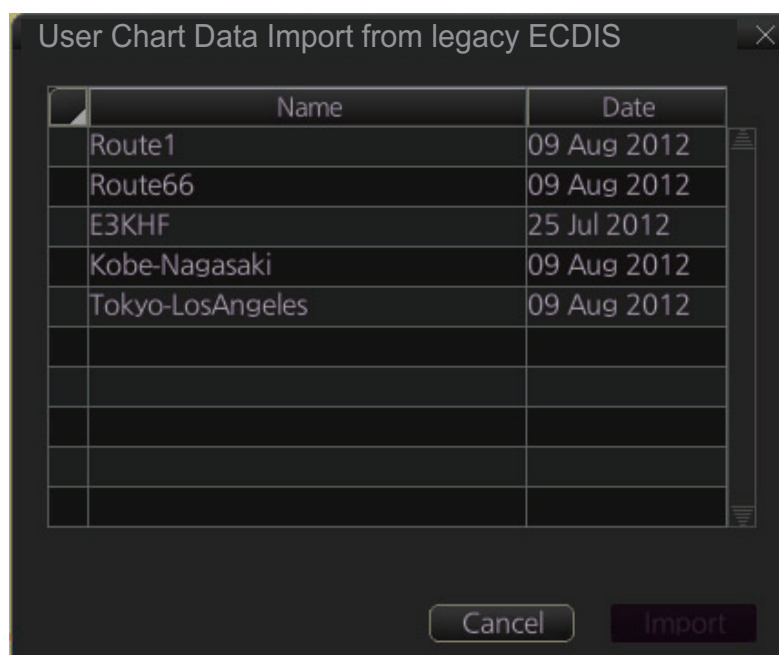 User Chart Data Import from legacy ECDIS
Name Date
Route1 09 Aug 2012
Route66 09 Aug 2012
E3KHF 25 Jul 2012
Kobe-Nagasaki 09 Aug 2012
Tokyo-LosAngeles 09 Aug 2012
Cancel Import